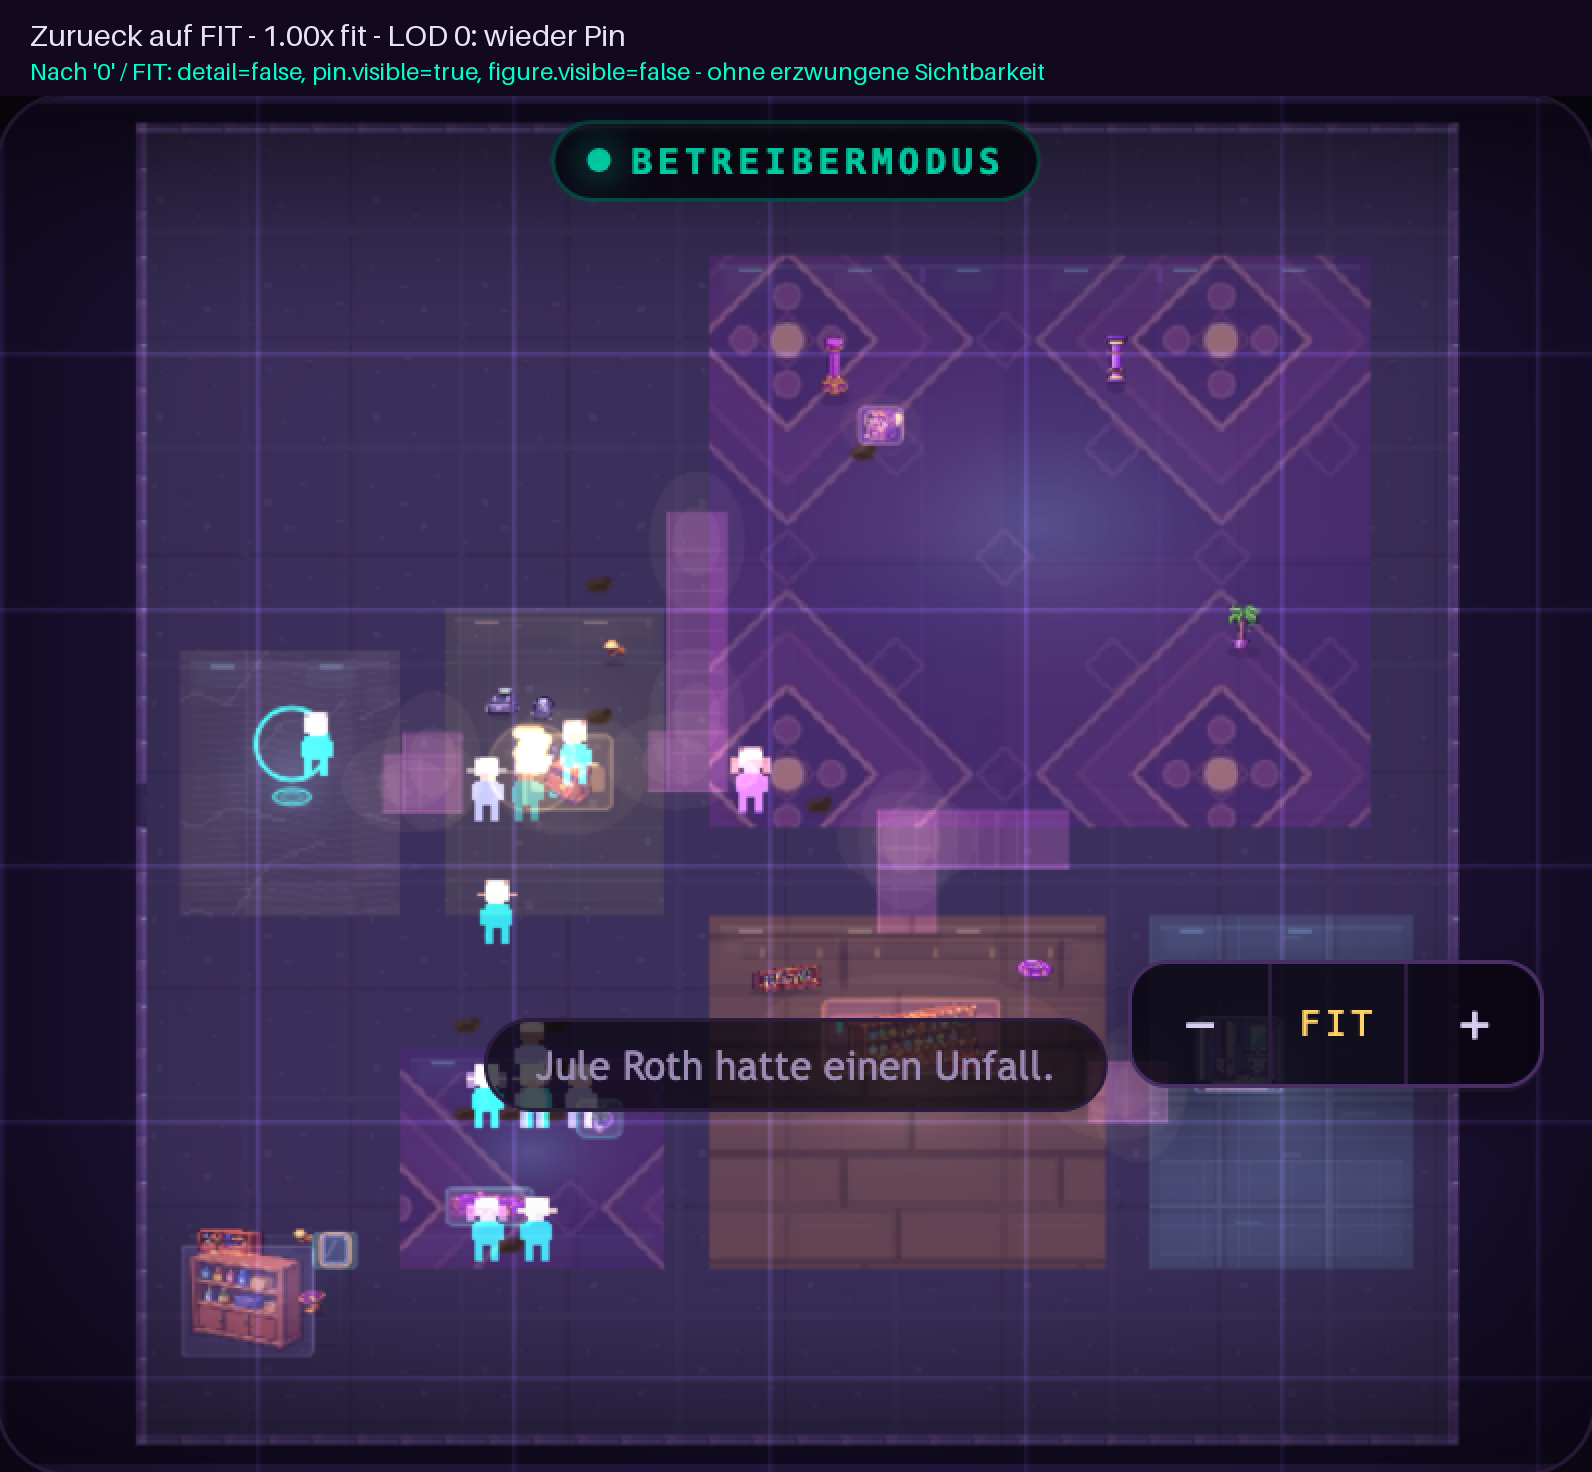 Zurueck auf FIT - 1.00x fit - LOD 0: wieder Pin
Nach '0' / FIT: detail=false, pin.visible=true, figure.visible=false - ohne erzwungene Sichtbarkeit
BETREIBERMODUS
− FIT +
Jule Roth hatte einen Unfall.